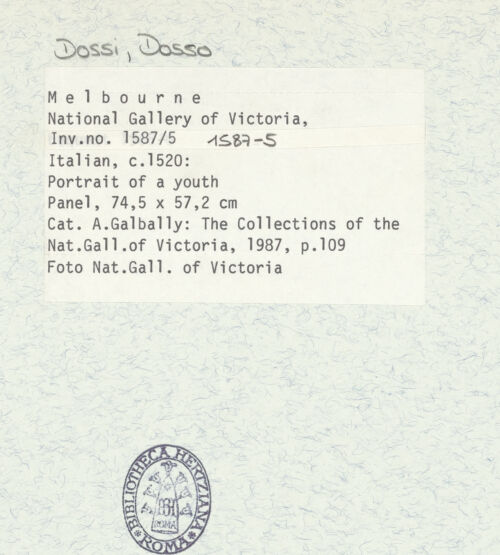 Dossi, Dosso
Melbourne
National Gallery of Victoria,
Inv.no. 1587/5 1587-5
Italian, c.1520:
Portrait of a youth
Panel, 74,5 x 57,2 cm
Cat. A.Galbally: The Collections of the
Nat.Gall.of Victoria, 1987, p.109
Foto Nat.Gall. of Victoria
BIBLIOTHECA HERTZIANA
ROMA
ROMA